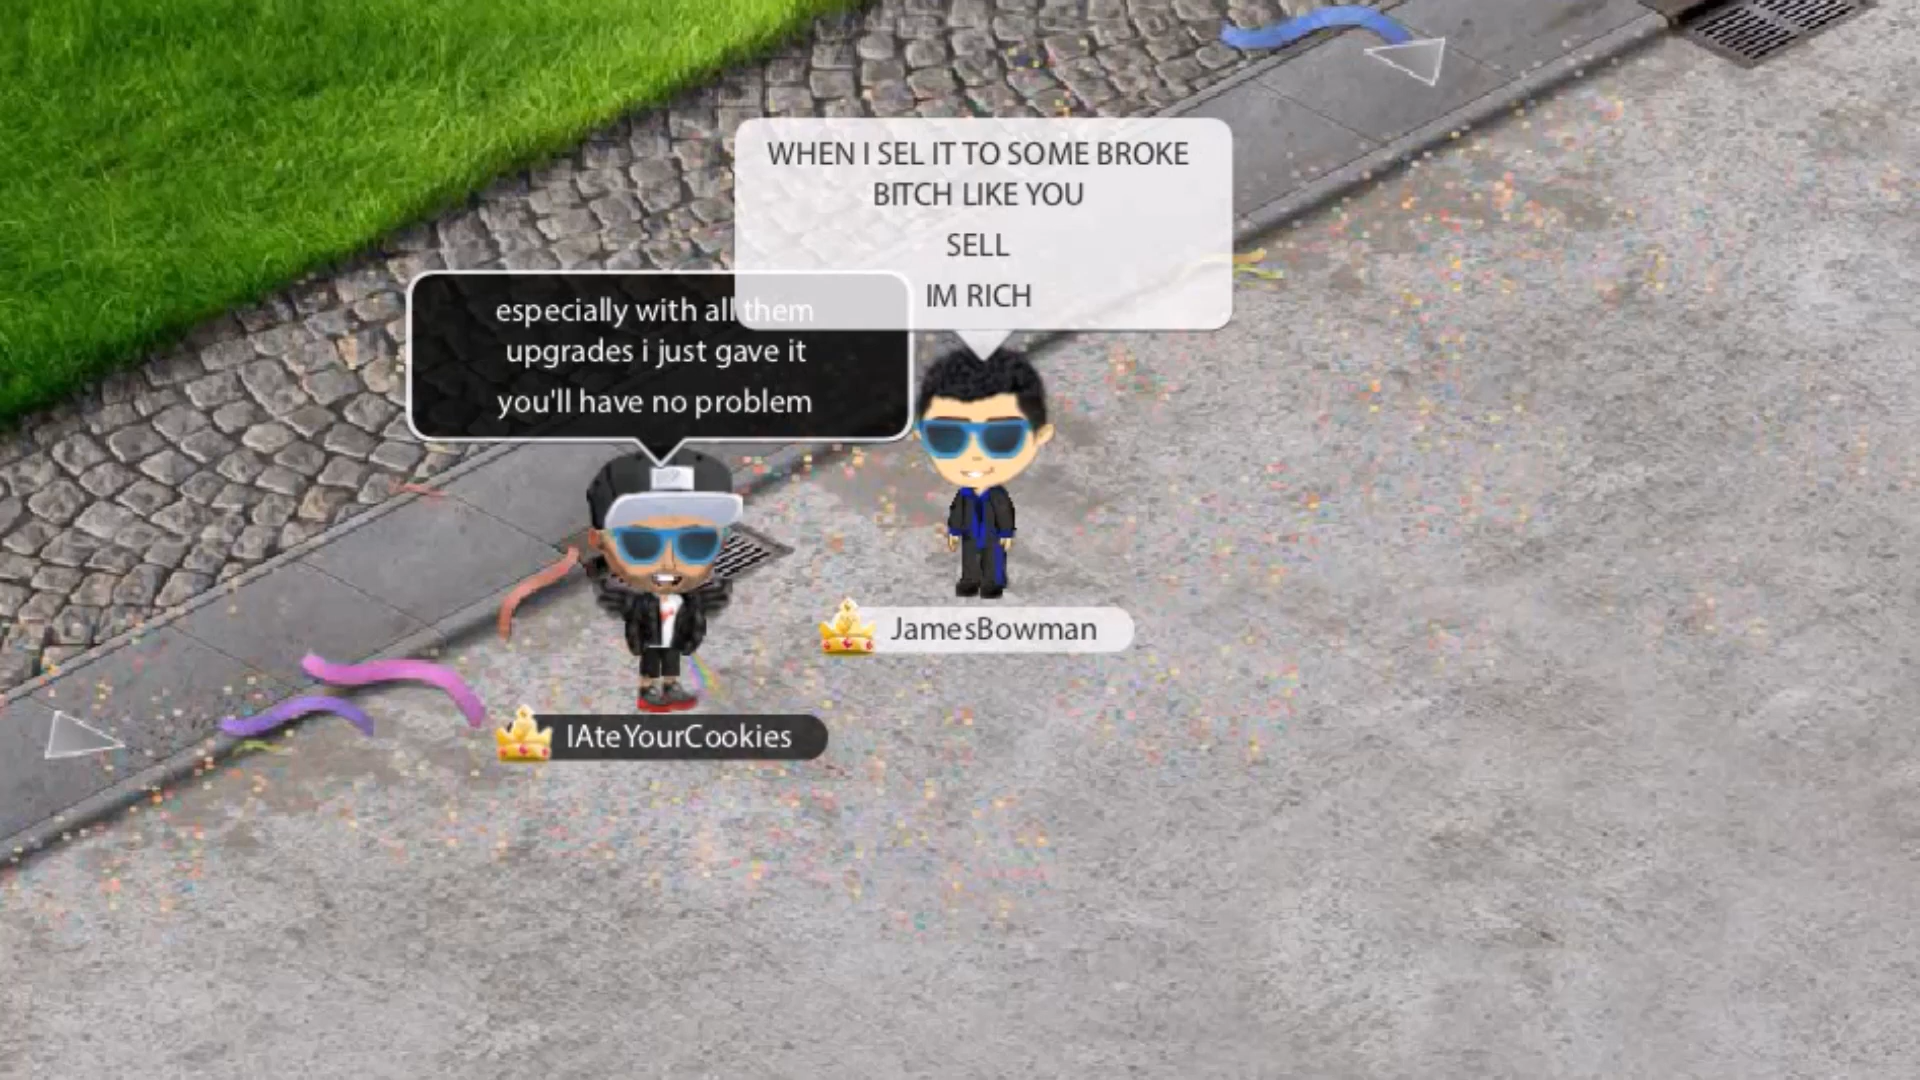 WHEN I SEL IT TO SOME BROKE
BITCH LIKE YOU
SELL
IM RICH
especially with all them
upgrades i just gave it
you'll have no problem
JamesBowman
IAteYourCookies